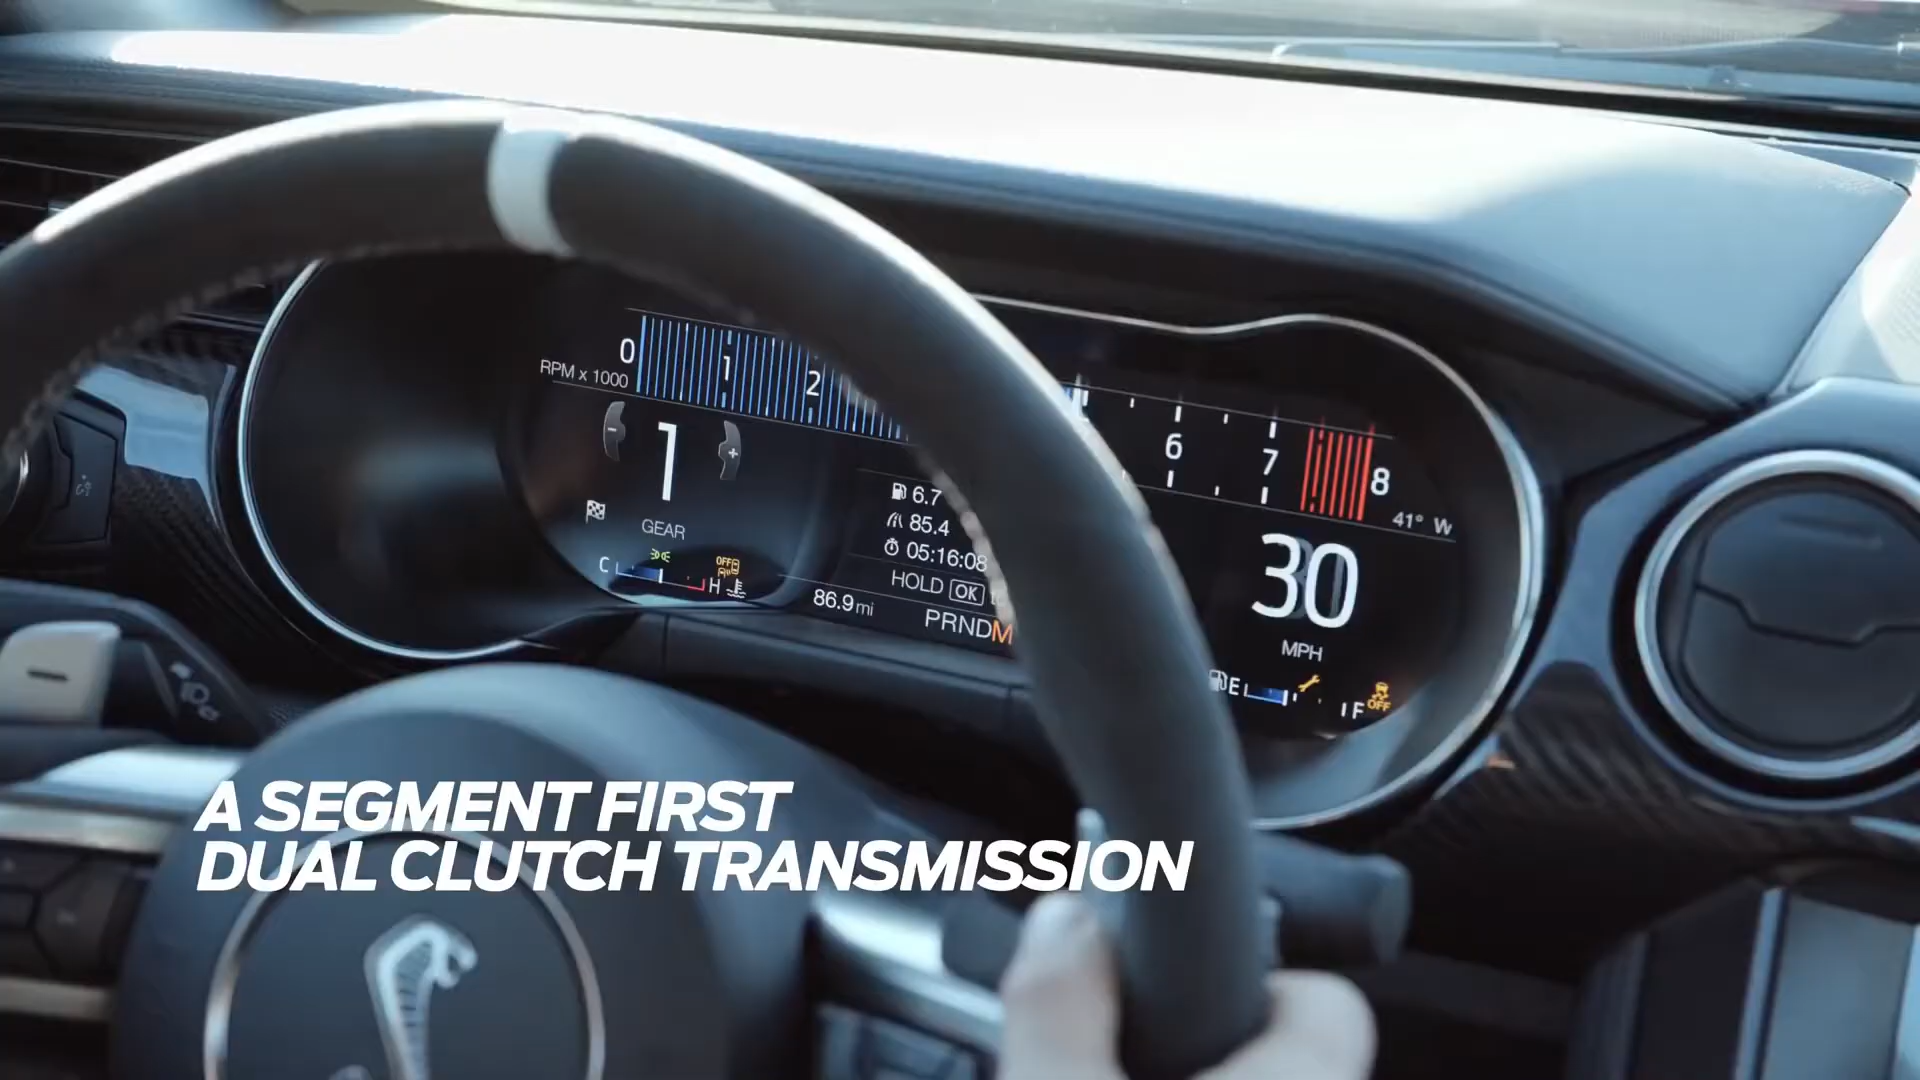 0 1 2 6 7 8
RPM x 1000
- 1 +
GEAR
C H
OFF
6.7
85.4
05:16:08
HOLD OK
86.9 mi
PRNDM
41° W
30
MPH
E F
OFF
A SEGMENT FIRST
DUAL CLUTCH TRANSMISSION